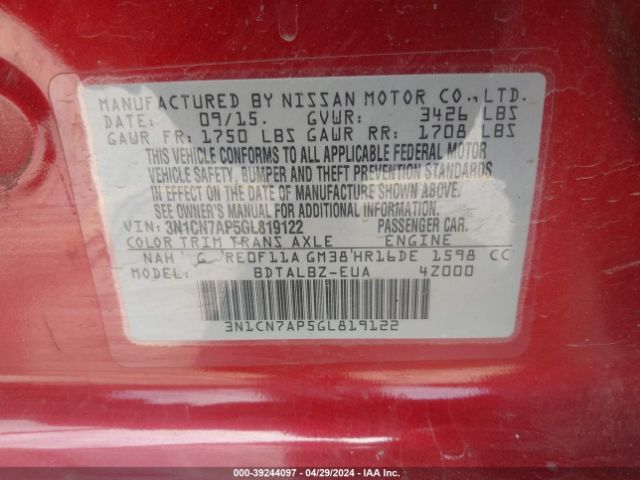 MANUFACTURED BY NISSAN MOTOR CO.,LTD.
DATE: 09/15. GVWR: 3426 LBS
GAWR FR: 1750 LBS GAWR RR: 1708 LBS
THIS VEHICLE CONFORMS TO ALL APPLICABLE FEDERAL MOTOR
VEHICLE SAFETY, BUMPER AND THEFT PREVENTION STANDARDS
IN EFFECT ON THE DATE OF MANUFACTURE SHOWN ABOVE.
SEE OWNER'S MANUAL FOR ADDITIONAL INFORMATION.
VIN: 3N1CN7AP5GL819122 PASSENGER CAR.
COLOR TRIM TRANS AXLE ENGINE
NAH G RE0F11A GM38 HR16DE 1598 CC
MODEL: BDTALBZ-EUA 4Z000
3N1CN7AP5GL819122
000-39244097 - 04/29/2024 - IAA Inc.